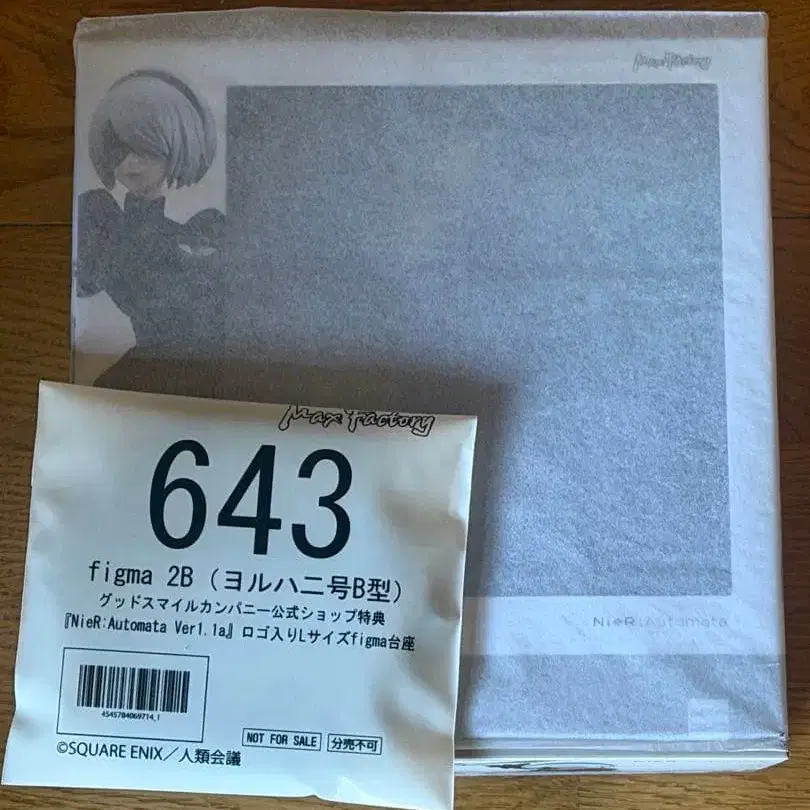 Max Factory
NieR:Automata
Max Factory
643
figma 2B (ヨルハ二号B型)
グッドスマイルカンパニー公式ショップ特典
『NieR:Automata Ver1.1a』ロゴ入りLサイズfigma台座
4545784069714_1
NOT FOR SALE 分売不可
©SQUARE ENIX／人類会議